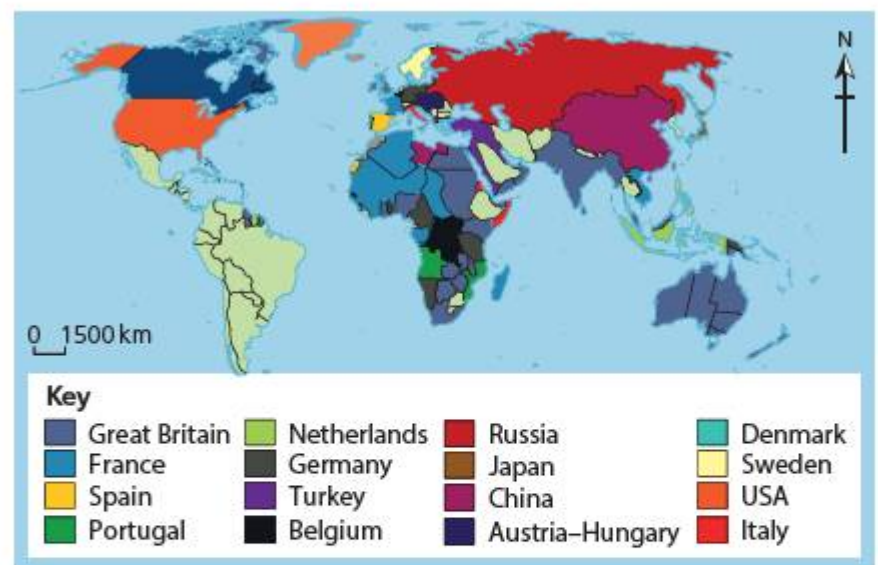 N
0 1500 km
Key
Great Britain
France
Spain
Portugal
Netherlands
Germany
Turkey
Belgium
Russia
Japan
China
Austria–Hungary
Denmark
Sweden
USA
Italy